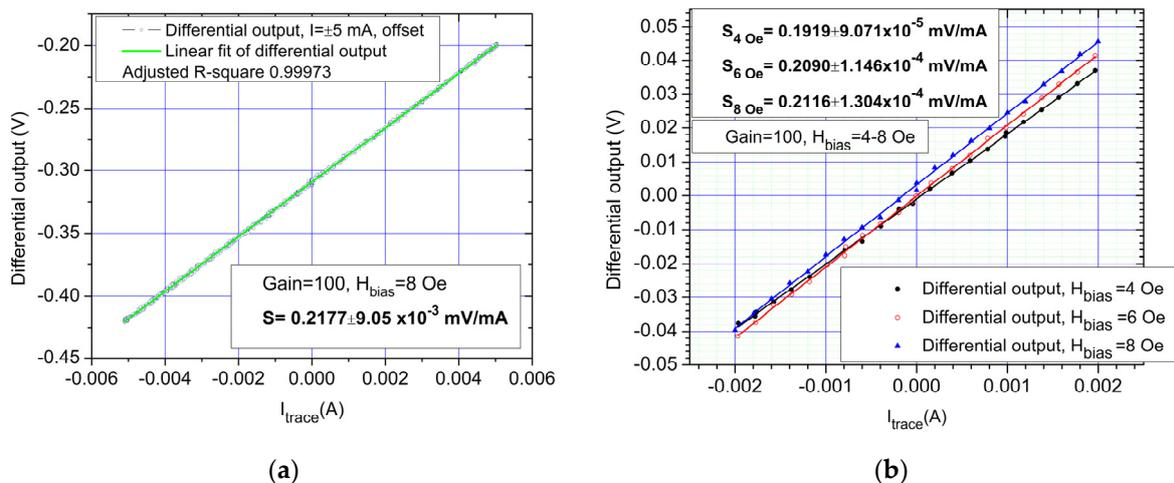 Differential output, I=±5 mA, offset
Linear fit of differential output
Adjusted R-square 0.99973
-0.20
-0.25
-0.30
-0.35
-0.40
-0.45
Differential output (V)
Gain=100, H_bias=8 Oe
S= 0.2177±9.05 x10^-3 mV/mA
-0.006 -0.004 -0.002 0.000 0.002 0.004 0.006
I_trace(A)
(a)
S_4 Oe= 0.1919±9.071x10^-5 mV/mA
S_6 Oe= 0.2090±1.146x10^-4 mV/mA
S_8 Oe= 0.2116±1.304x10^-4 mV/mA
Gain=100, H_bias=4-8 Oe
0.05
0.04
0.03
0.02
0.01
0.00
-0.01
-0.02
-0.03
-0.04
-0.05
Differential output (V)
Differential output, H_bias=4 Oe
Differential output, H_bias=6 Oe
Differential output, H_bias=8 Oe
-0.002 -0.001 0.000 0.001 0.002
I_trace(A)
(b)